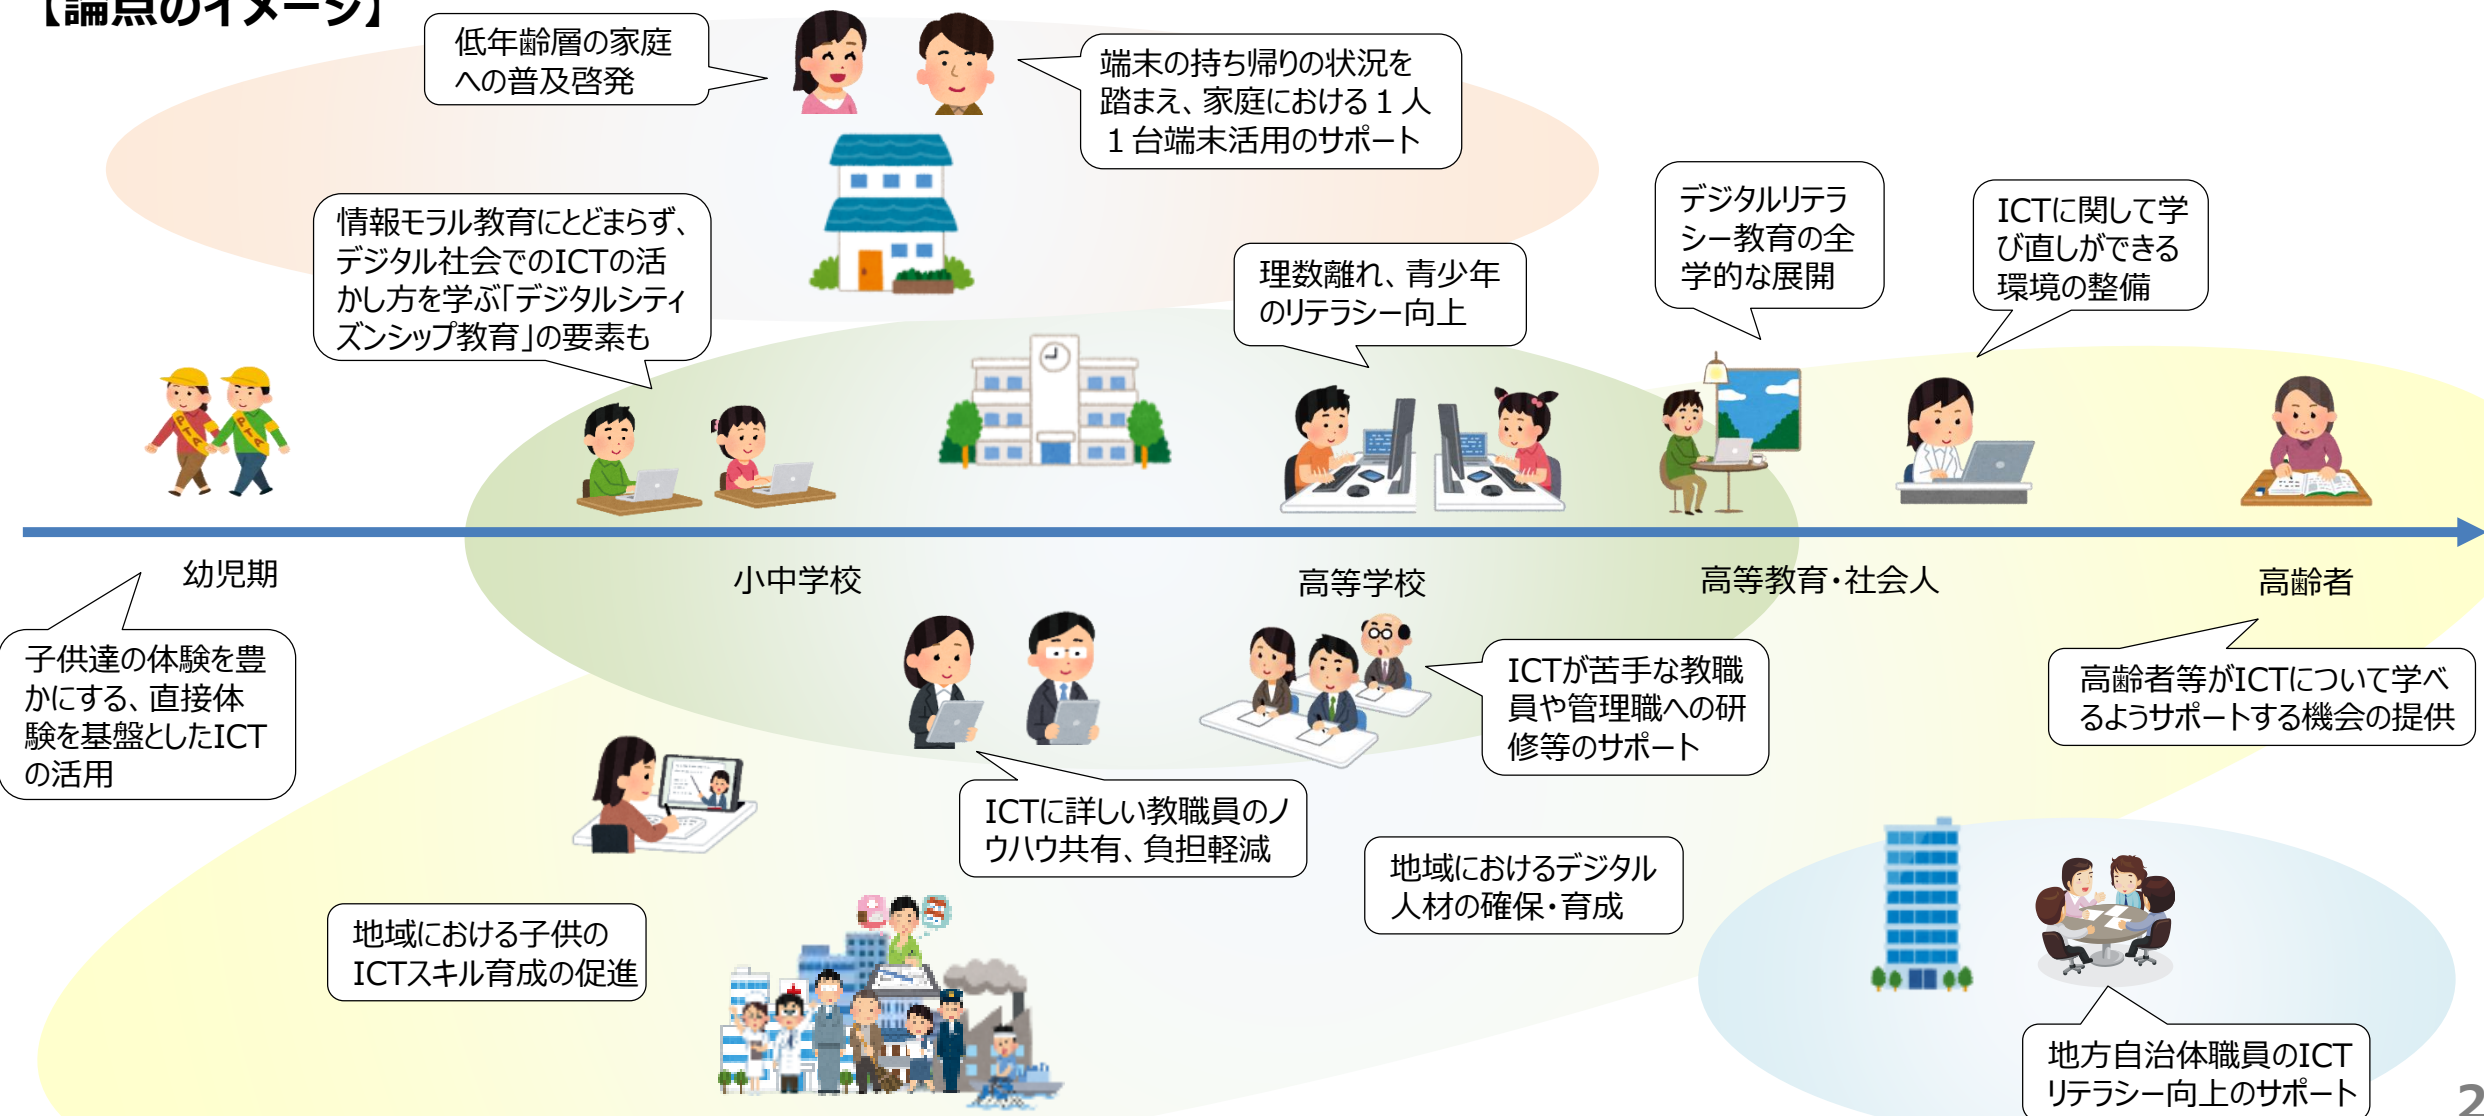 【論点のイメージ】
低年齢層の家庭
への普及啓発
端末の持ち帰りの状況を
踏まえ、家庭における１人
１台端末活用のサポート
情報モラル教育にとどまらず、
デジタル社会でのICTの活
かし方を学ぶ「デジタルシティ
ズンシップ教育」の要素も
理数離れ、青少年
のリテラシー向上
デジタルリテラ
シー教育の全
学的な展開
ICTに関して学
び直しができる
環境の整備
PTA
PTA
幼児期
小中学校
高等学校
高等教育・社会人
高齢者
子供達の体験を豊
かにする、直接体
験を基盤としたICT
の活用
ICTが苦手な教職
員や管理職への研
修等のサポート
高齢者等がICTについて学べ
るようサポートする機会の提供
ICTに詳しい教職員のノ
ウハウ共有、負担軽減
地域におけるデジタル
人材の確保・育成
地域における子供の
ICTスキル育成の促進
地方自治体職員のICT
リテラシー向上のサポート
2